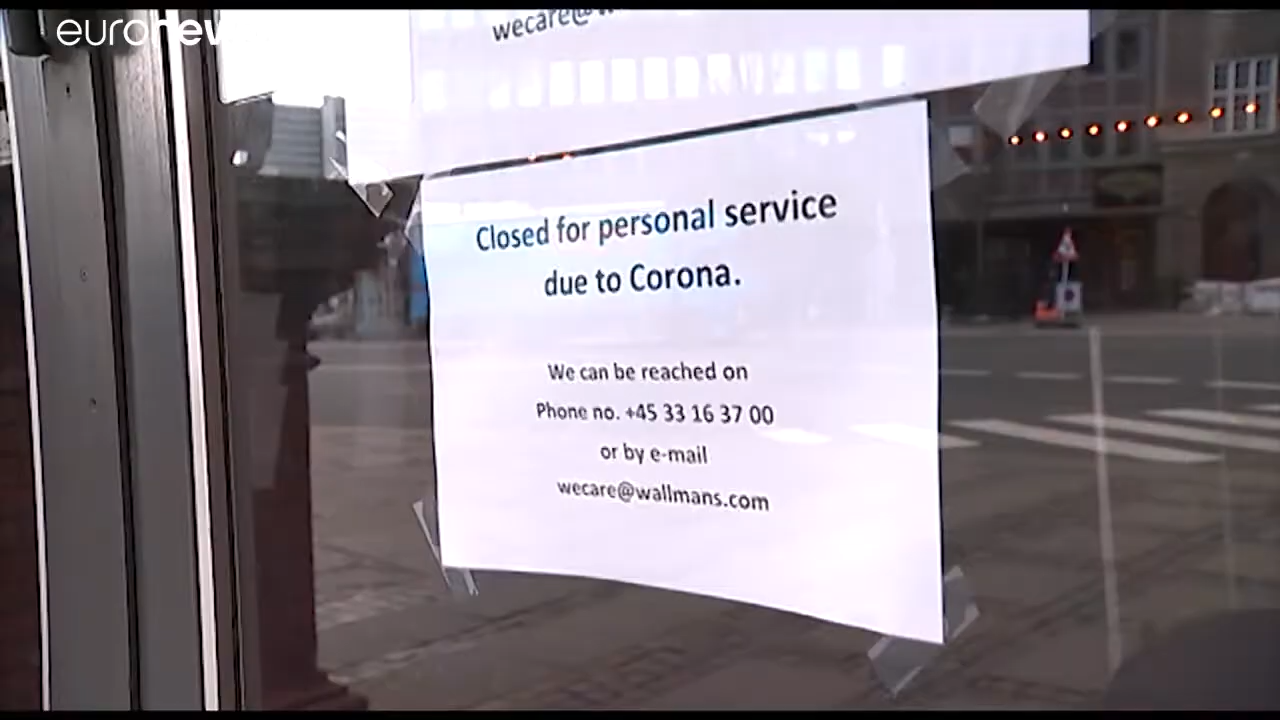 euronews
wecare@
Closed for personal service
due to Corona.
We can be reached on
Phone no. +45 33 16 37 00
or by e-mail
wecare@wallmans.com